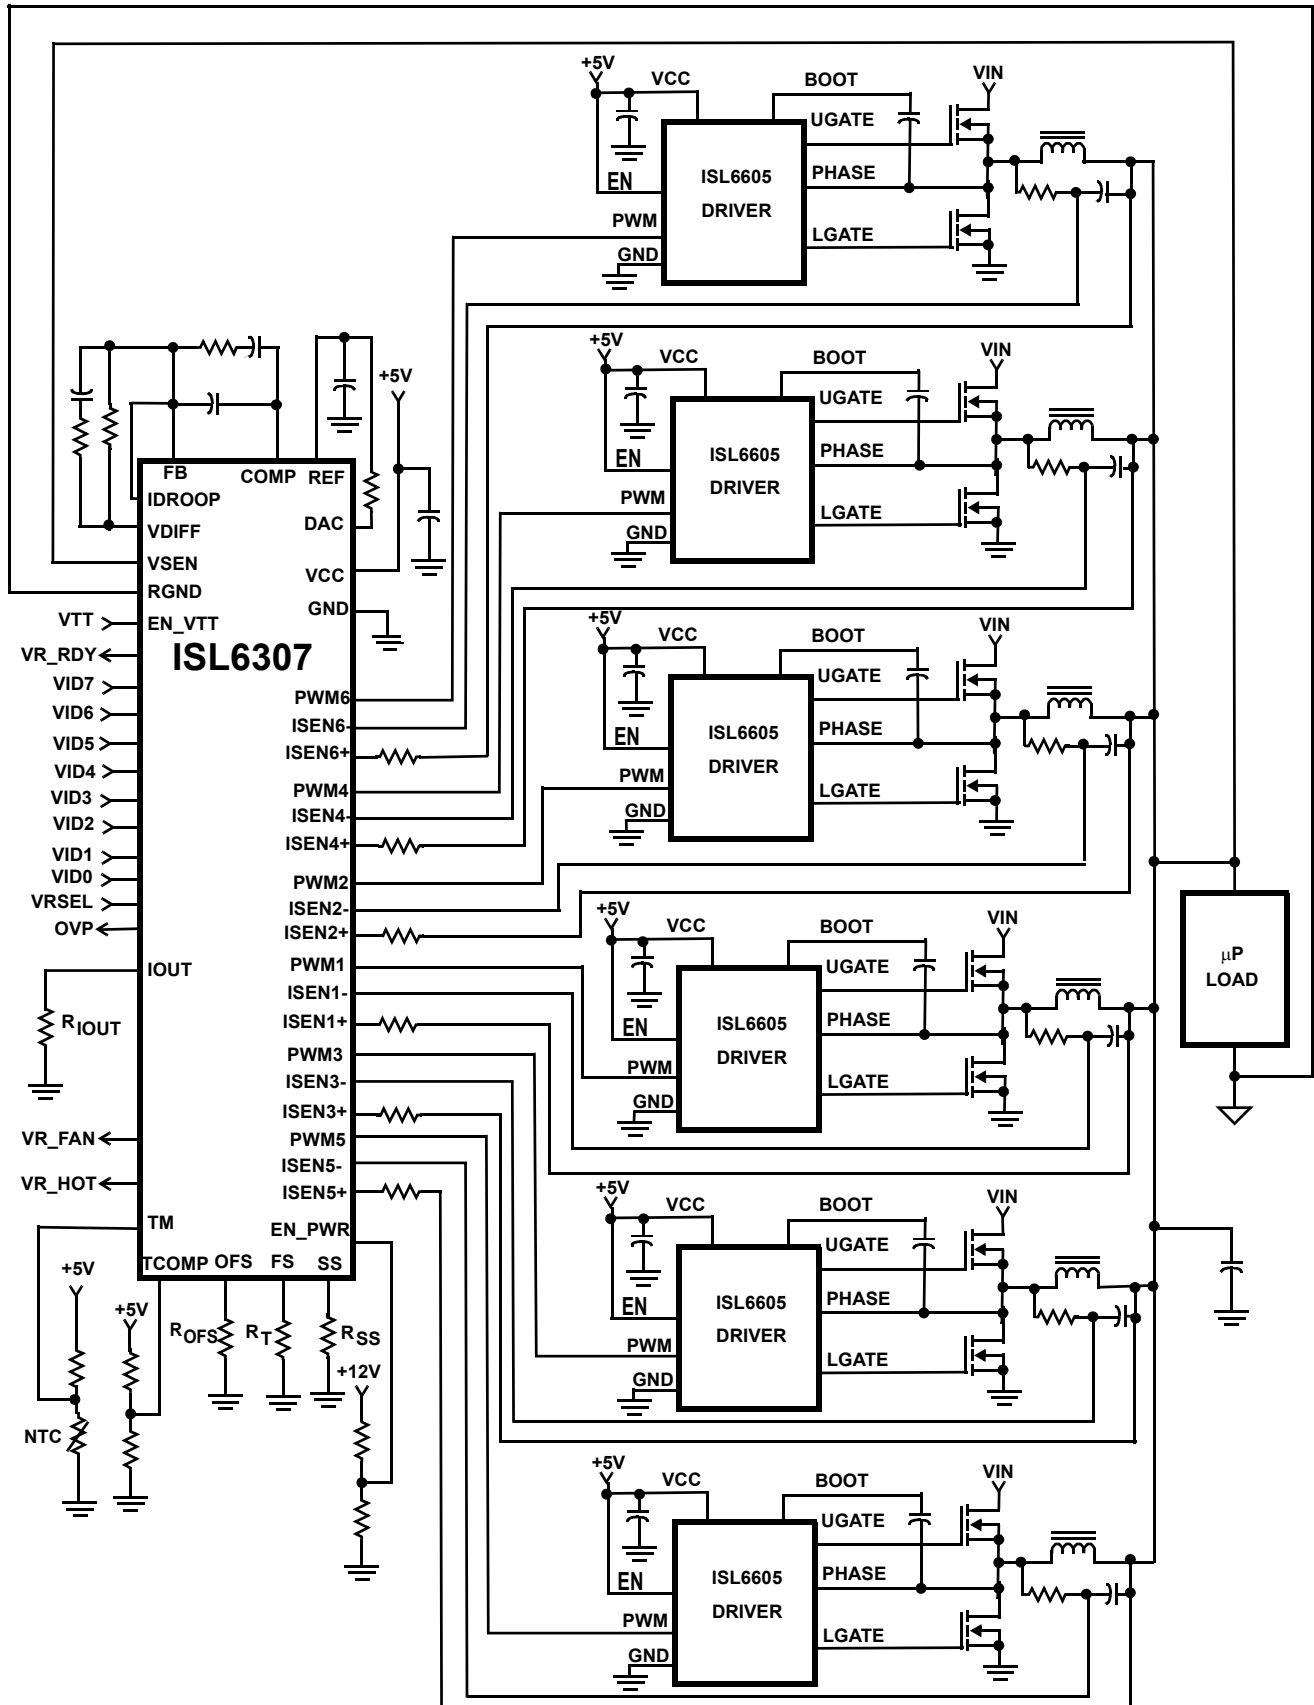 +5V
VCC
BOOT
VIN
UGATE
EN
ISL6605
DRIVER
PHASE
PWM
LGATE
GND
+5V
VCC
BOOT
VIN
UGATE
EN
ISL6605
DRIVER
PHASE
PWM
LGATE
GND
+5V
VCC
BOOT
VIN
UGATE
EN
ISL6605
DRIVER
PHASE
PWM
LGATE
GND
+5V
VCC
BOOT
VIN
UGATE
EN
ISL6605
DRIVER
PHASE
PWM
LGATE
GND
+5V
VCC
BOOT
VIN
UGATE
EN
ISL6605
DRIVER
PHASE
PWM
LGATE
GND
+5V
VCC
BOOT
VIN
UGATE
EN
ISL6605
DRIVER
PHASE
PWM
LGATE
GND
+5V
FB
COMP
REF
IDROOP
VDIFF
DAC
VSEN
VCC
RGND
GND
VTT
EN_VTT
ISL6307
VR_RDY
VID7
VID6
VID5
VID4
VID3
VID2
VID1
VID0
VRSEL
OVP
PWM6
ISEN6-
ISEN6+
PWM4
ISEN4-
ISEN4+
PWM2
ISEN2-
ISEN2+
PWM1
ISEN1-
ISEN1+
PWM3
ISEN3-
ISEN3+
PWM5
ISEN5-
ISEN5+
EN_PWR
IOUT
RIOUT
VR_FAN
VR_HOT
TM
TCOMP
OFS
FS
SS
+5V
+5V
ROFS
RT
RSS
+12V
NTC
µP
LOAD